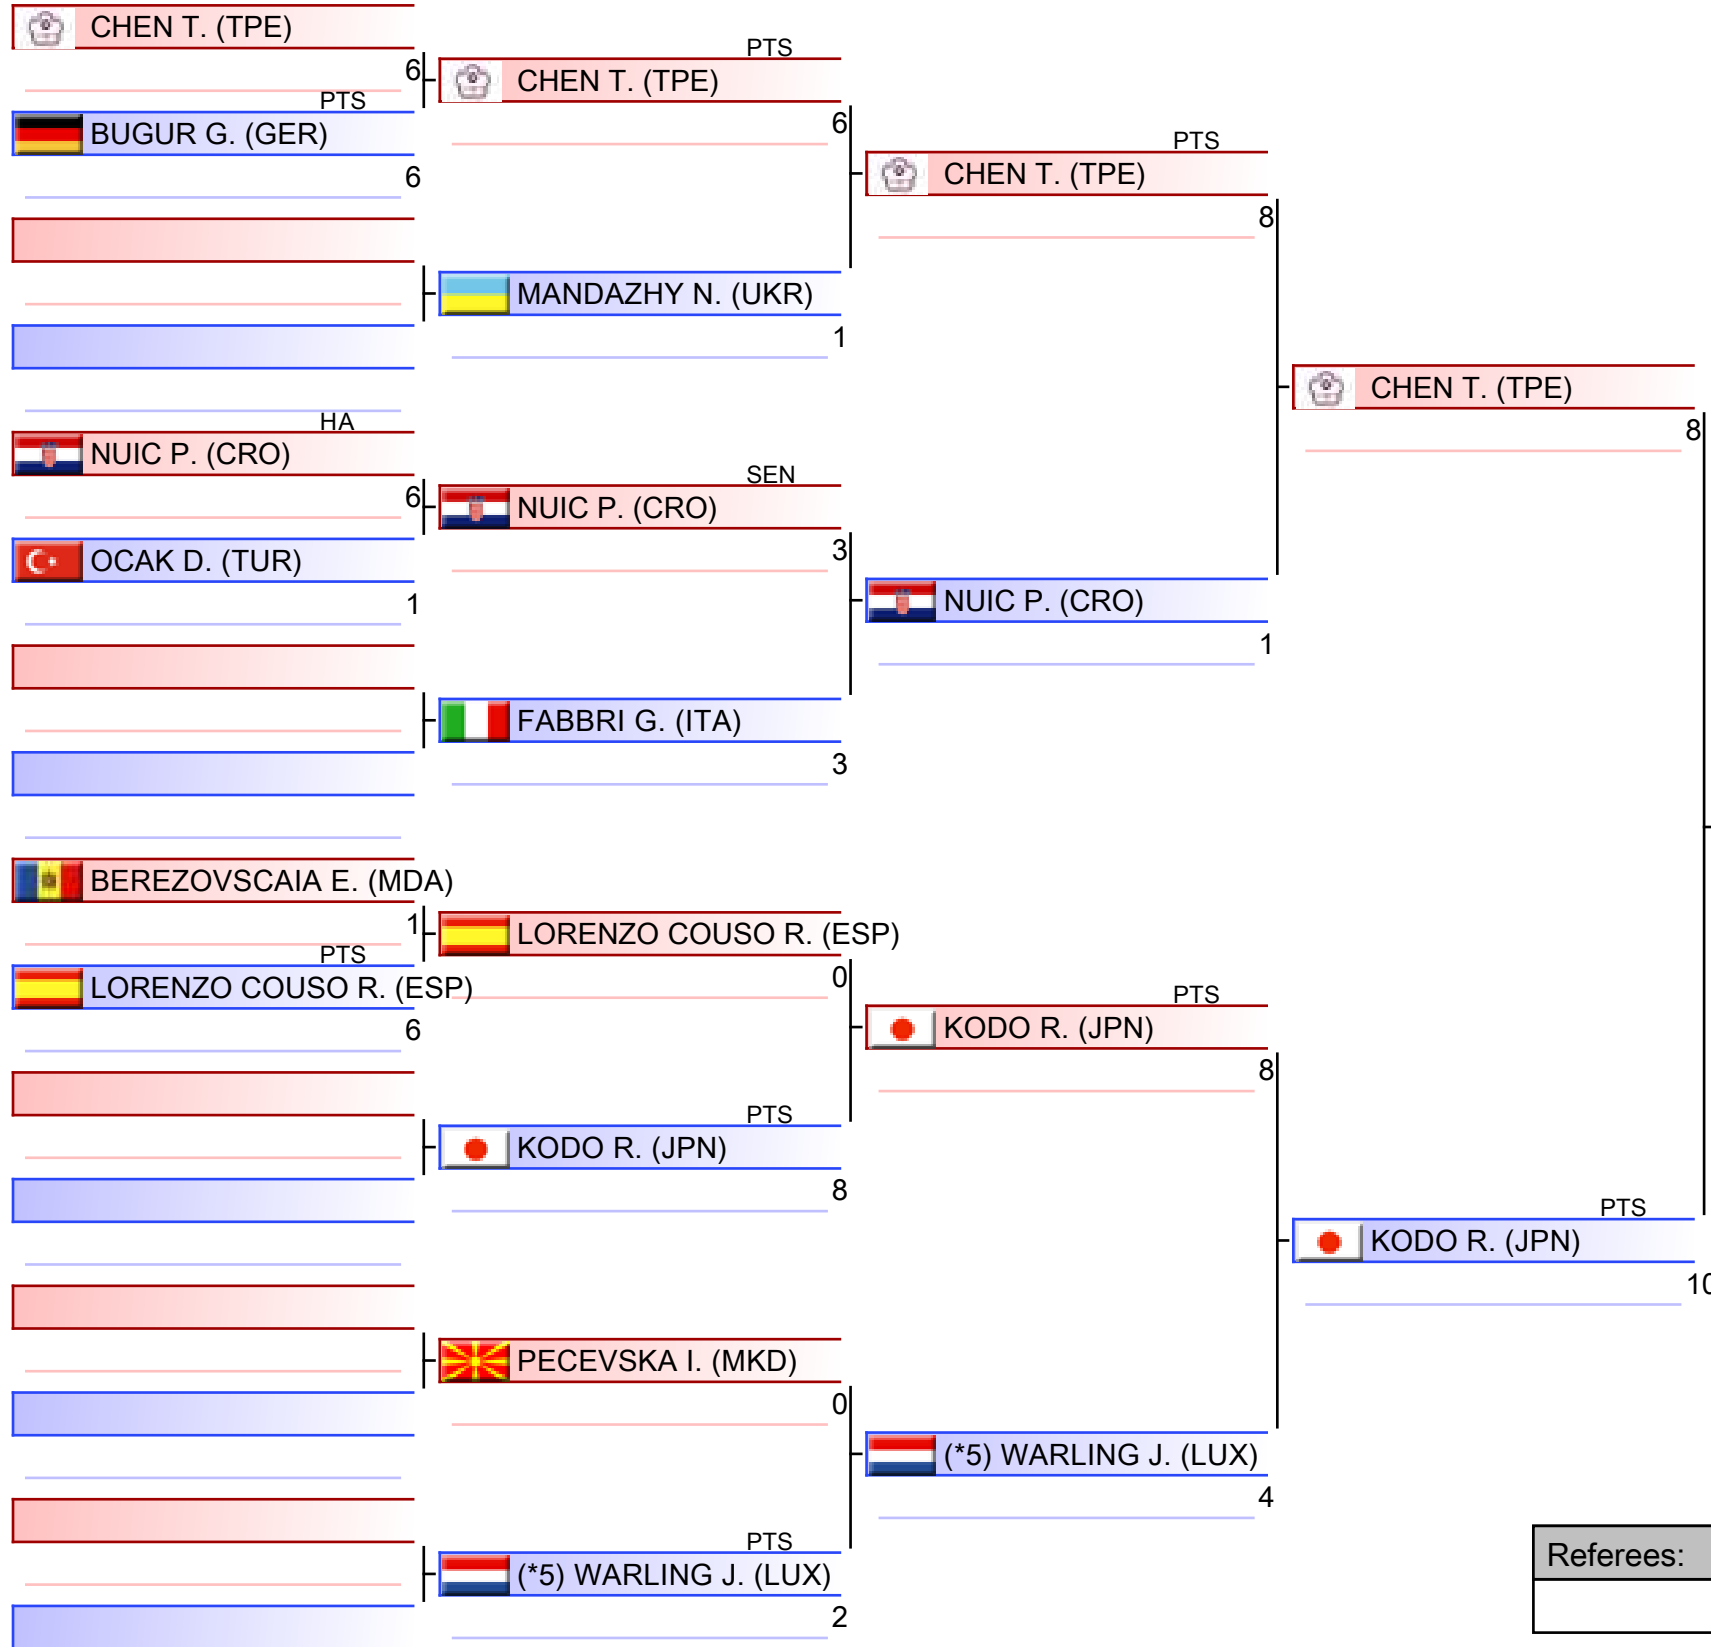 CHEN T. (TPE)
6
PTS
BUGUR G. (GER)
6
HA
NUIC P. (CRO)
6
OCAK D. (TUR)
1
BEREZOVSCAIA E. (MDA)
1
PTS
LORENZO COUSO R. (ESP)
6
PTS
CHEN T. (TPE)
6
MANDAZHY N. (UKR)
1
SEN
NUIC P. (CRO)
3
FABBRI G. (ITA)
3
LORENZO COUSO R. (ESP)
0
PTS
KODO R. (JPN)
8
PECEVSKA I. (MKD)
0
PTS
(*5) WARLING J. (LUX)
2
PTS
CHEN T. (TPE)
8
NUIC P. (CRO)
1
PTS
KODO R. (JPN)
8
(*5) WARLING J. (LUX)
4
CHEN T. (TPE)
8
PTS
KODO R. (JPN)
10
Referees: